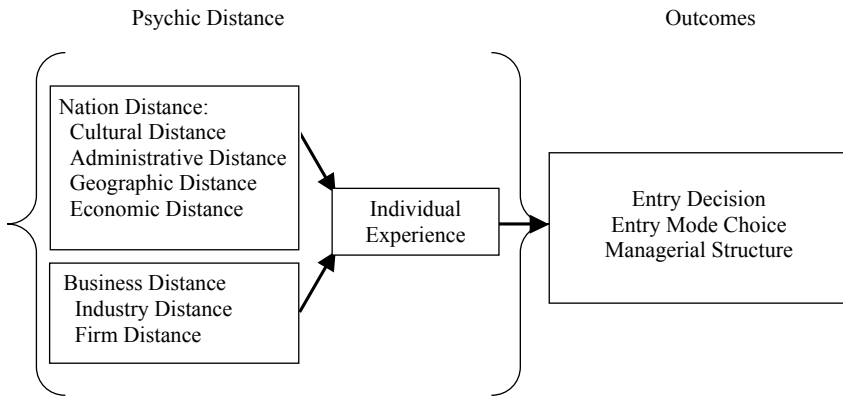 Psychic Distance
Outcomes
Nation Distance:
Cultural Distance
Administrative Distance
Geographic Distance
Economic Distance
Individual
Experience
Entry Decision
Entry Mode Choice
Managerial Structure
Business Distance
Industry Distance
Firm Distance